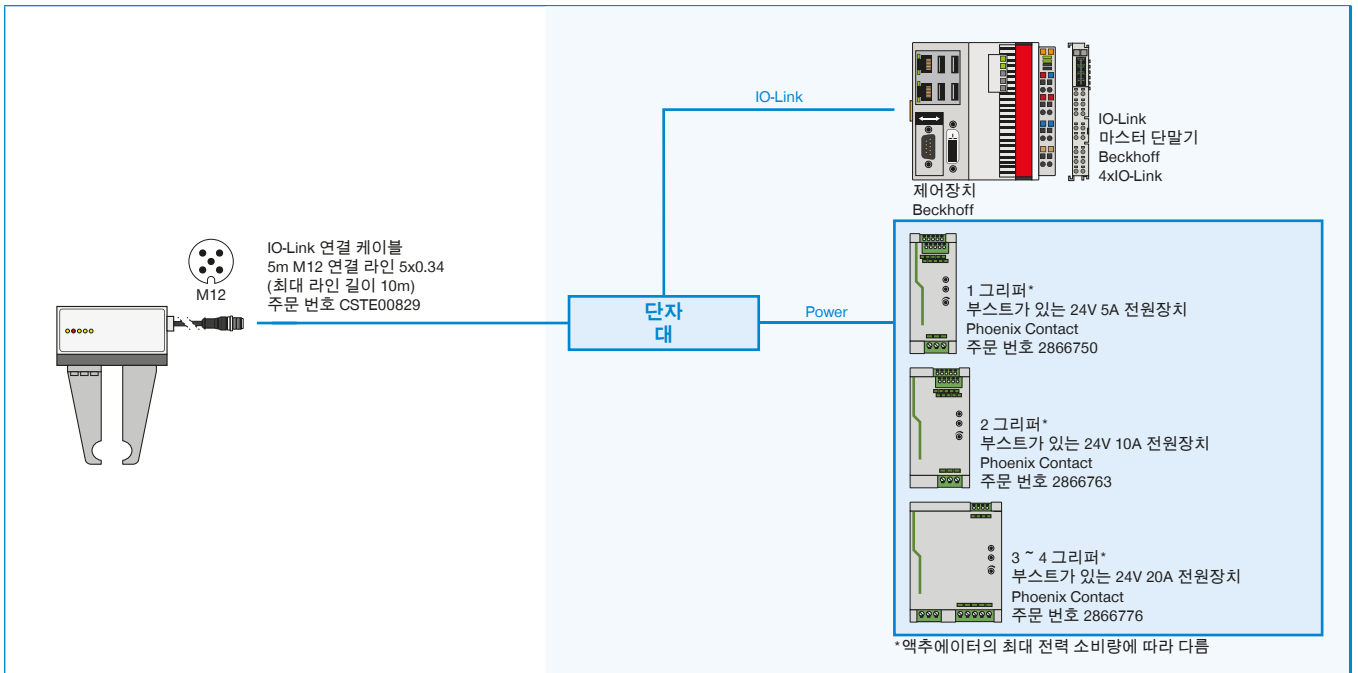 IO-Link
IO-Link
마스터 단말기
Beckhoff
4xIO-Link
제어장치
Beckhoff
M12
IO-Link 연결 케이블
5m M12 연결 라인 5x0.34
(최대 라인 길이 10m)
주문 번호 CSTE00829
단자
대
Power
1 그리퍼*
부스트가 있는 24V 5A 전원장치
Phoenix Contact
주문 번호 2866750
2 그리퍼*
부스트가 있는 24V 10A 전원장치
Phoenix Contact
주문 번호 2866763
3 ~ 4 그리퍼*
부스트가 있는 24V 20A 전원장치
Phoenix Contact
주문 번호 2866776
*액추에이터의 최대 전력 소비량에 따라 다름